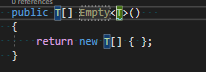 0 references
public T[] Empty<T>()
{
return new T[] { };
}